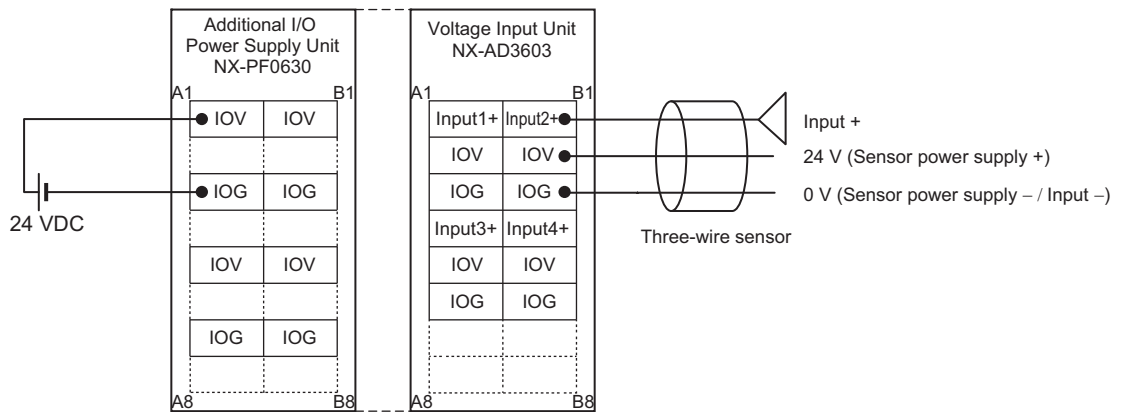 Additional I/O
Power Supply Unit
NX-PF0630
A1 B1
IOV IOV
IOG IOG
IOV IOV
IOG IOG
A8 B8
24 VDC
Voltage Input Unit
NX-AD3603
A1 B1
Input1+ Input2+
IOV IOV
IOG IOG
Input3+ Input4+
IOV IOV
IOG IOG
A8 B8
Input +
24 V (Sensor power supply +)
0 V (Sensor power supply – / Input –)
Three-wire sensor